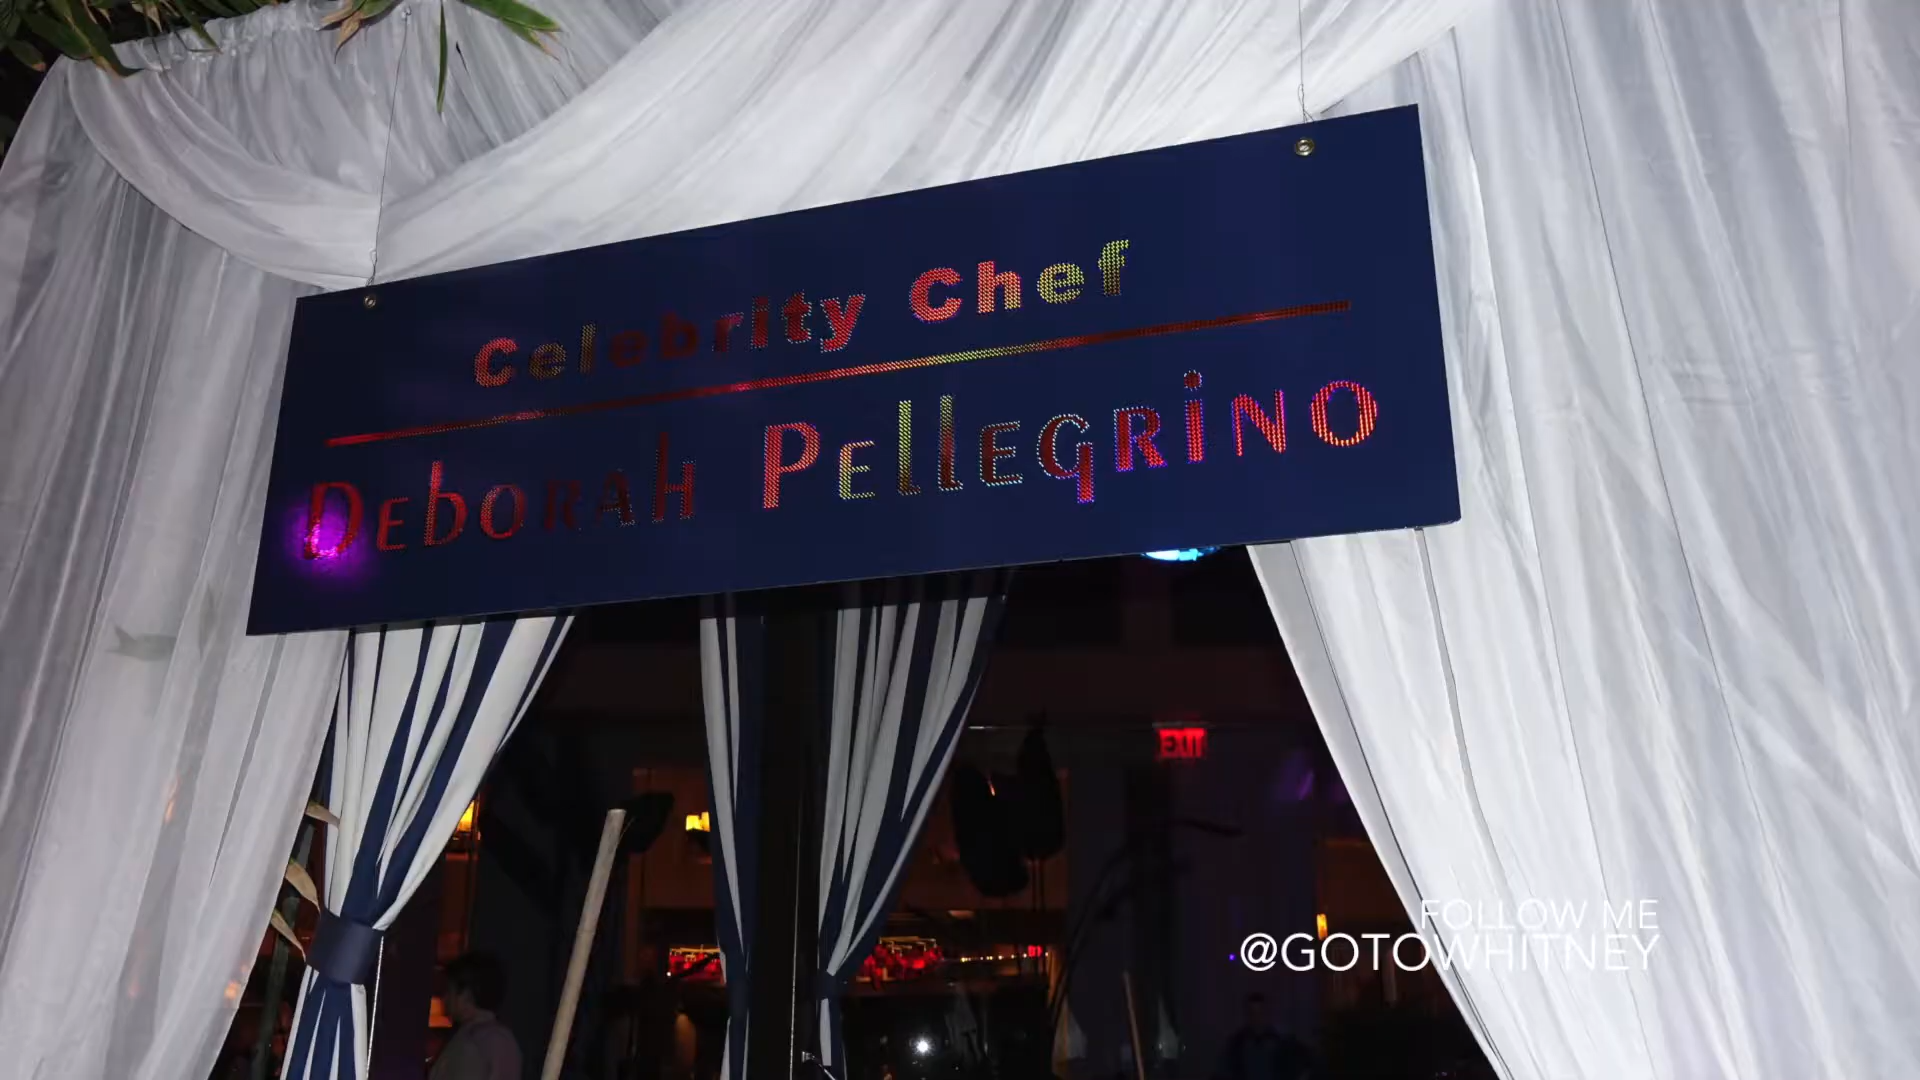 Celebrity Chef
Deborah Pellegrino
EXIT
FOLLOW ME
@GOTOWHITNEY